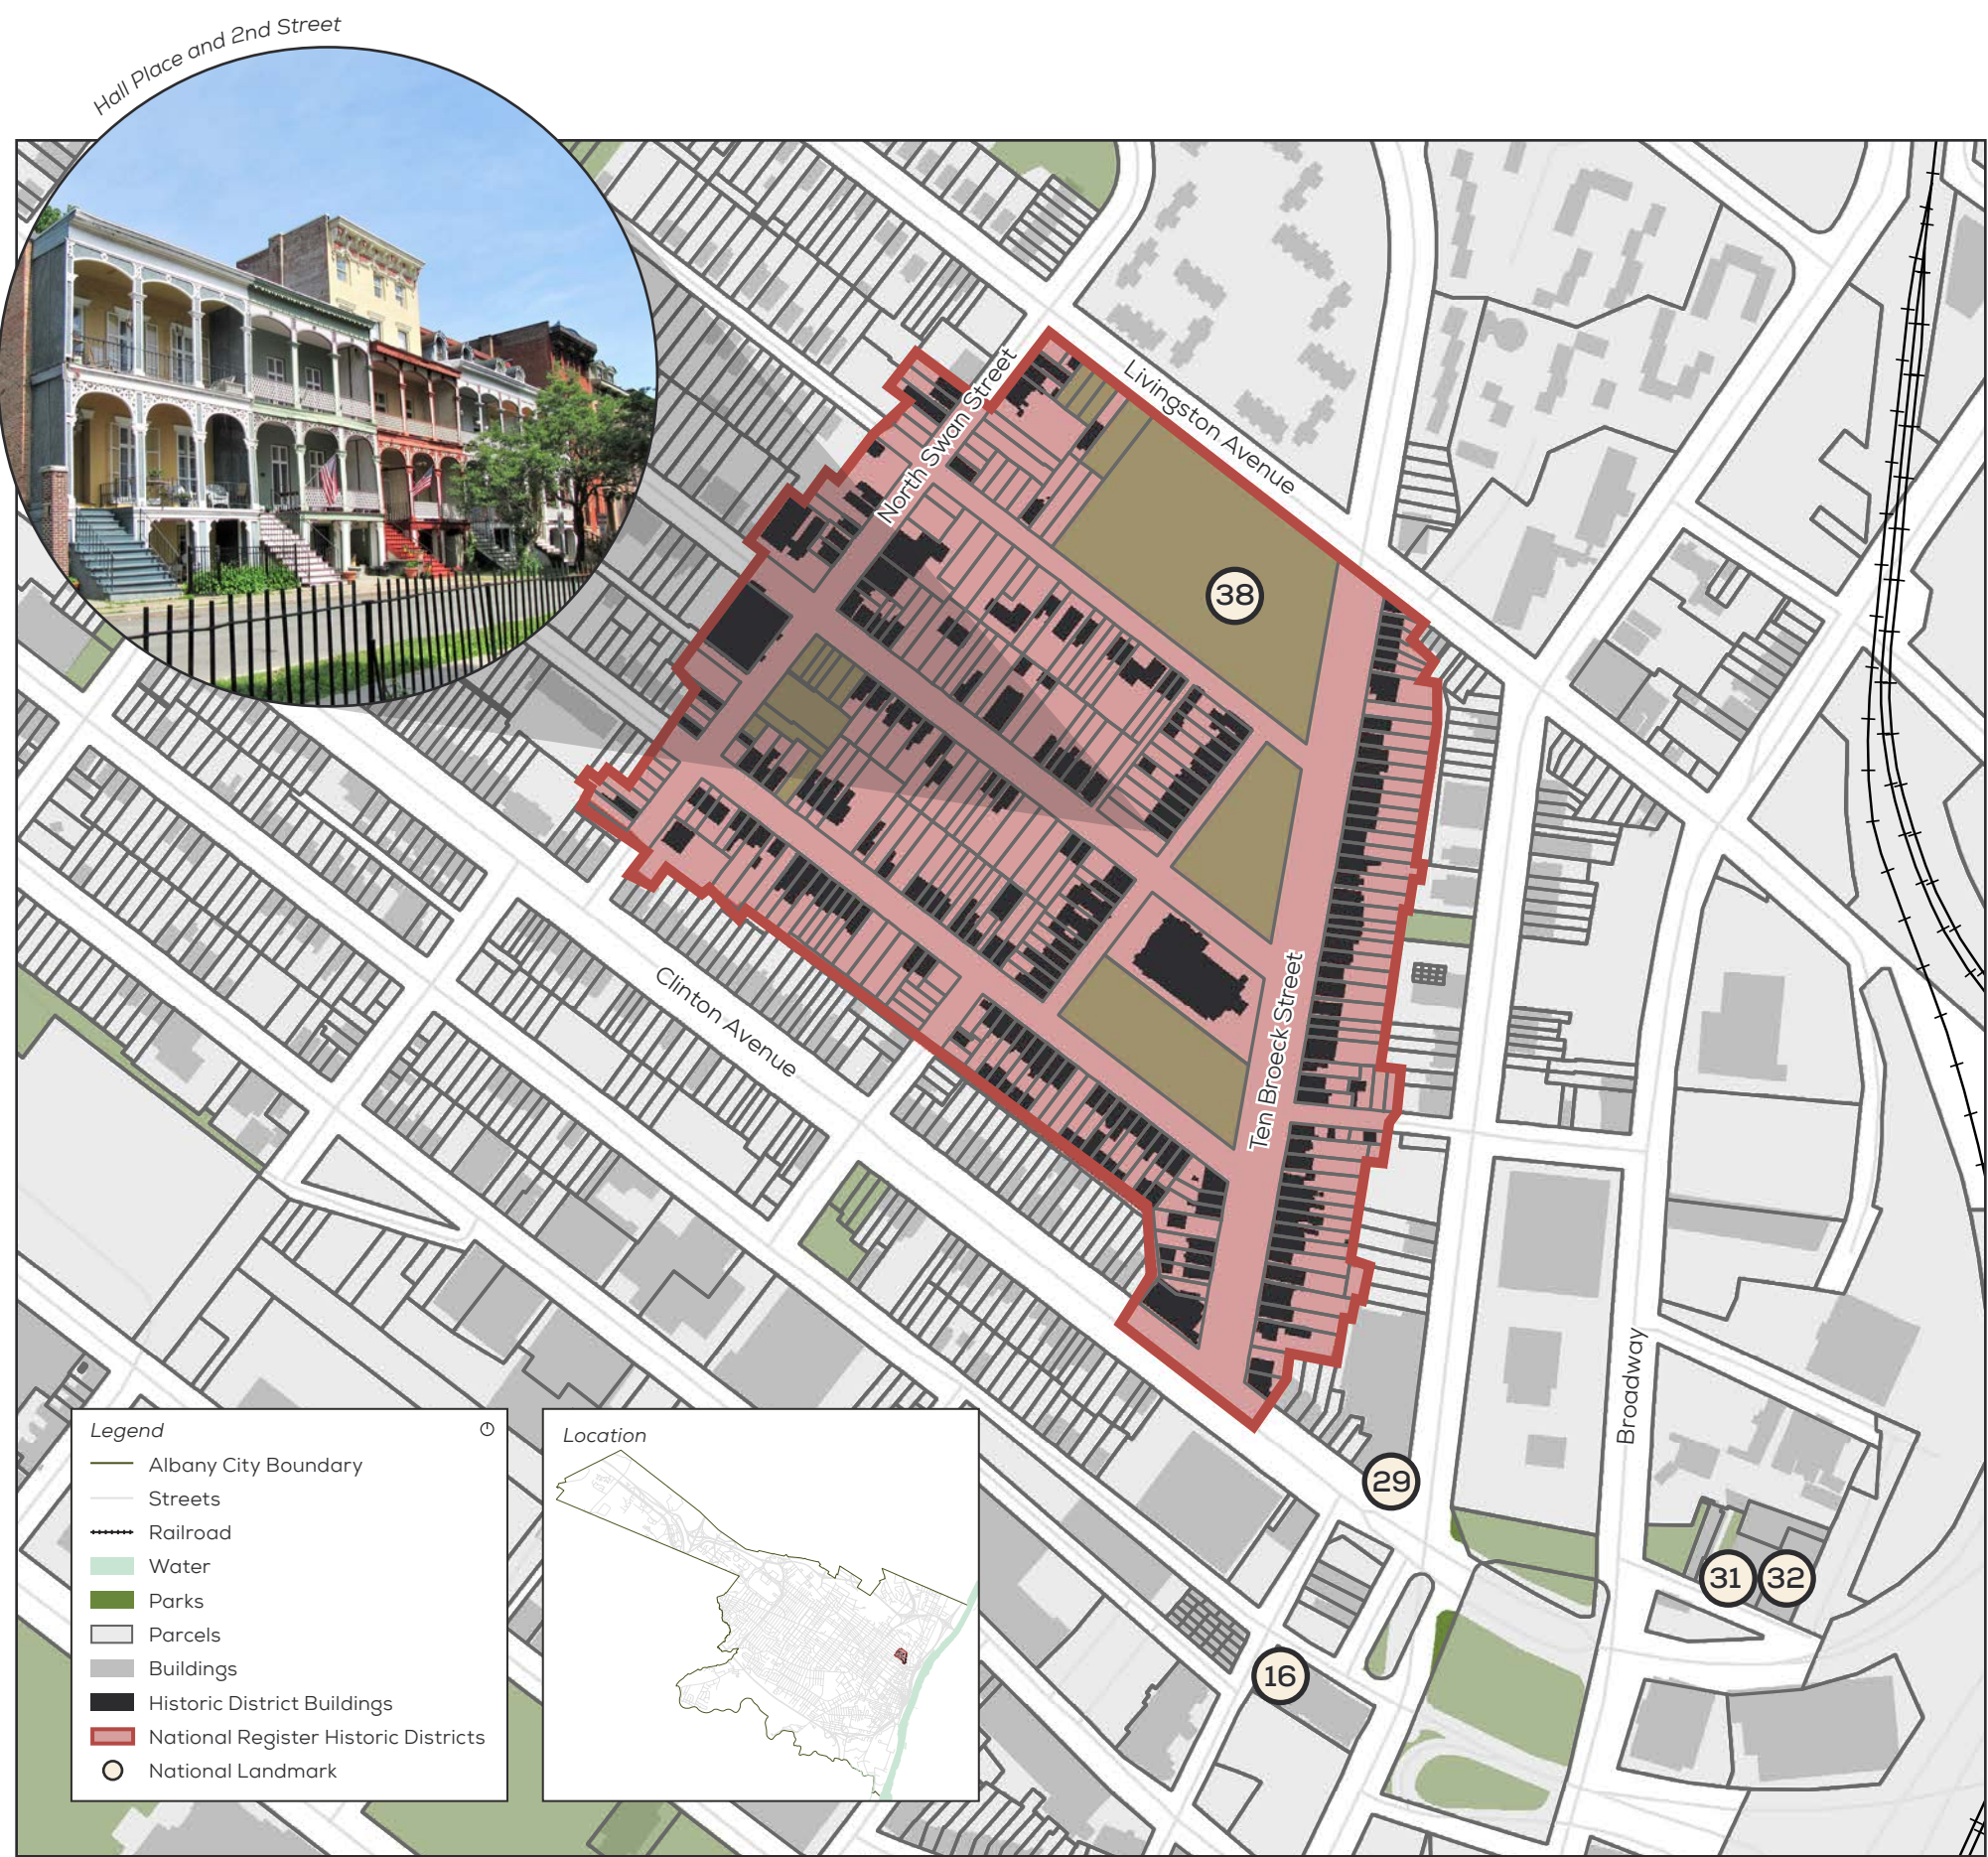 Hall Place and 2nd Street
Livingston Avenue
North Swan Street
38
Clinton Avenue
Ten Broeck Street
Broadway
29
31
32
16
Legend
Albany City Boundary
Streets
Railroad
Water
Parks
Parcels
Buildings
Historic District Buildings
National Register Historic Districts
National Landmark
Location